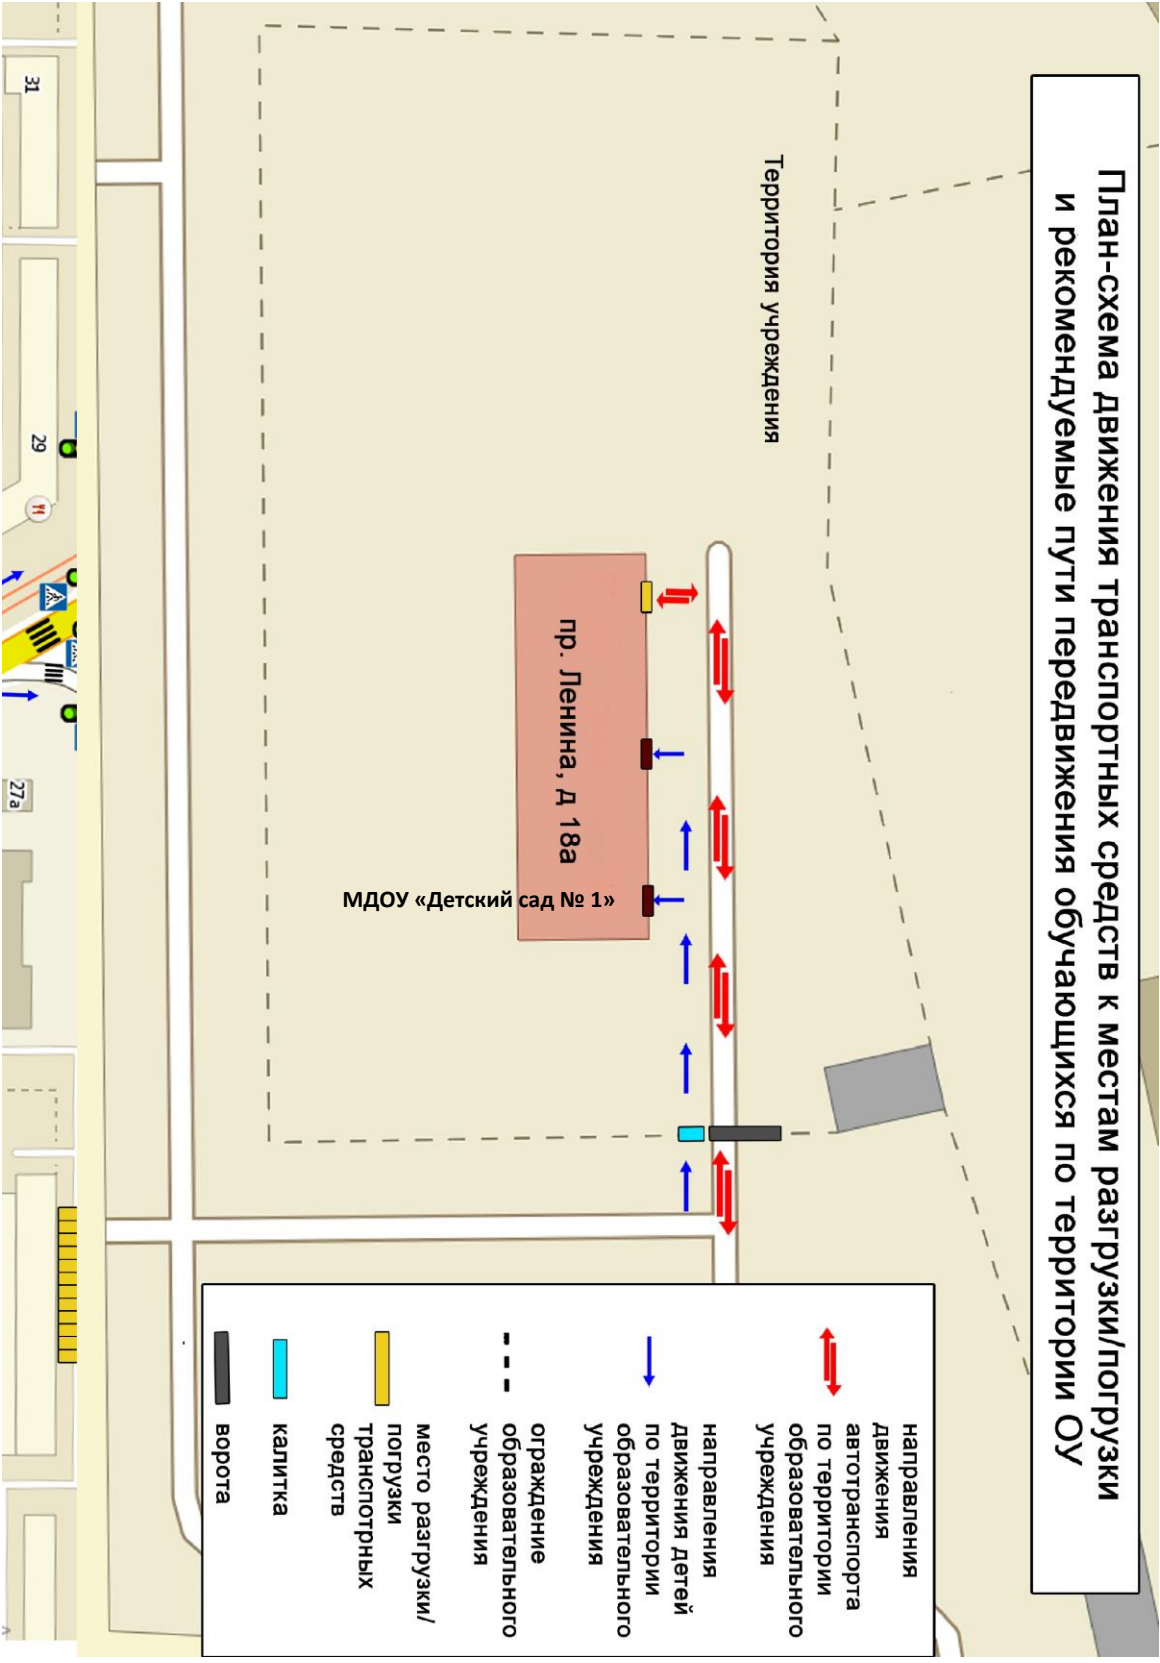 План-схема движения транспортных средств к местам разгрузки/погрузки
и рекомендуемые пути передвижения обучающихся по территории ОУ
Территория учреждения
пр. Ленина, д 18а
МДОУ «Детский сад № 1»
31
29
27а
направления
движения
автотранспорта
по территории
образовательного
учреждения
направления
движения детей
по территории
образовательного
учреждения
ограждение
образовательного
учреждения
место разгрузки/
погрузки
транспотрных
средств
калитка
ворота